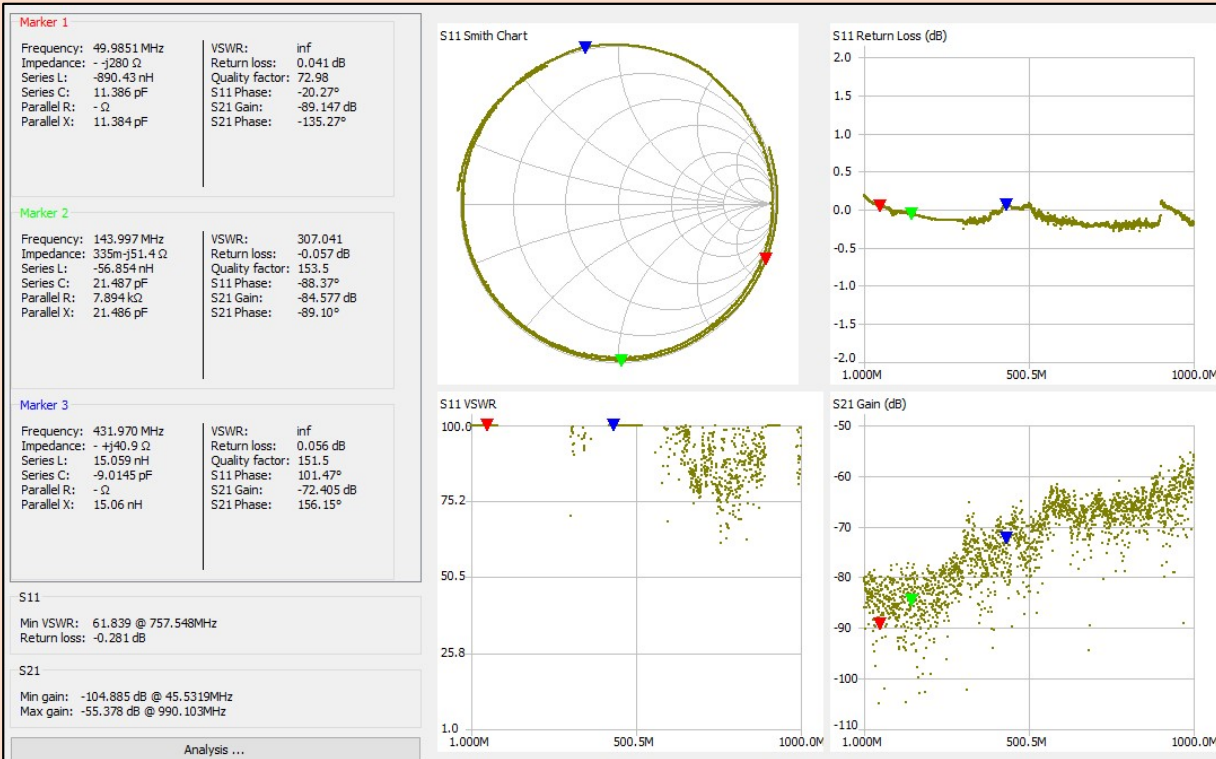 Marker 1
Frequency: 49.9851 MHz
Impedance: - -j280 Ω
Series L: -890.43 nH
Series C: 11.386 pF
Parallel R: - Ω
Parallel X: 11.384 pF
VSWR: inf
Return loss: 0.041 dB
Quality factor: 72.98
S11 Phase: -20.27°
S21 Gain: -89.147 dB
S21 Phase: -135.27°
Marker 2
Frequency: 143.997 MHz
Impedance: 335m-j51.4 Ω
Series L: -56.854 nH
Series C: 21.487 pF
Parallel R: 7.894 kΩ
Parallel X: 21.486 pF
VSWR: 307.041
Return loss: -0.057 dB
Quality factor: 153.5
S11 Phase: -88.37°
S21 Gain: -84.577 dB
S21 Phase: -89.10°
Marker 3
Frequency: 431.970 MHz
Impedance: - +j40.9 Ω
Series L: 15.059 nH
Series C: -9.0145 pF
Parallel R: - Ω
Parallel X: 15.06 nH
VSWR: inf
Return loss: 0.056 dB
Quality factor: 151.5
S11 Phase: 101.47°
S21 Gain: -72.405 dB
S21 Phase: 156.15°
S11
Min VSWR: 61.839 @ 757.548MHz
Return loss: -0.281 dB
S21
Min gain: -104.885 dB @ 45.5319MHz
Max gain: -55.378 dB @ 990.103MHz
Analysis ...
S11 Smith Chart
S11 Return Loss (dB)
2.0
1.5
1.0
0.5
0.0
-0.5
-1.0
-1.5
-2.0
1.000M 500.5M 1000.0M
S11 VSWR
100.0
75.2
50.5
25.8
1.0
1.000M 500.5M 1000.0M
S21 Gain (dB)
-50
-60
-70
-80
-90
-100
-110
1.000M 500.5M 1000.0M